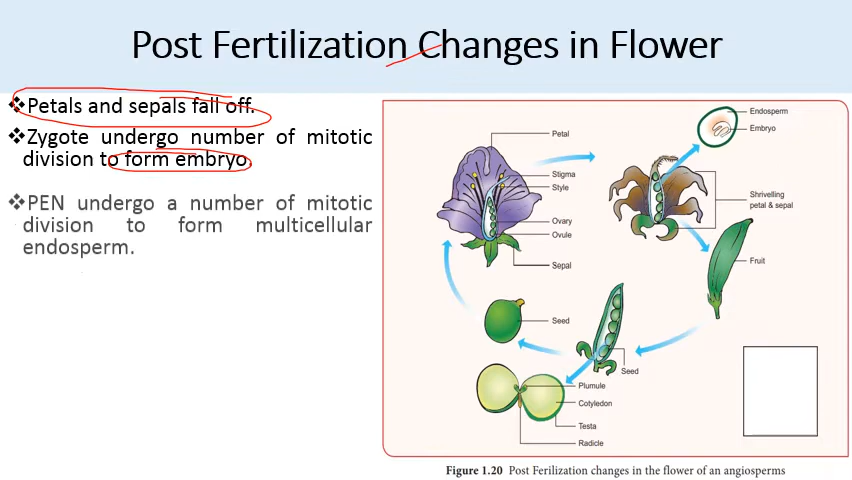 Post Fertilization Changes in Flower
❖Petals and sepals fall off.
❖Zygote undergo number of mitotic
division to form embryo.
❖PEN undergo a number of mitotic
division to form multicellular
endosperm.
Endosperm
Embryo
Petal
Stigma
Style
Ovary
Ovule
Sepal
Shrivelling
petal & sepal
Fruit
Seed
Seed
Plumule
Cotyledon
Testa
Radicle
Figure 1.20 Post Ferilization changes in the flower of an angiosperms